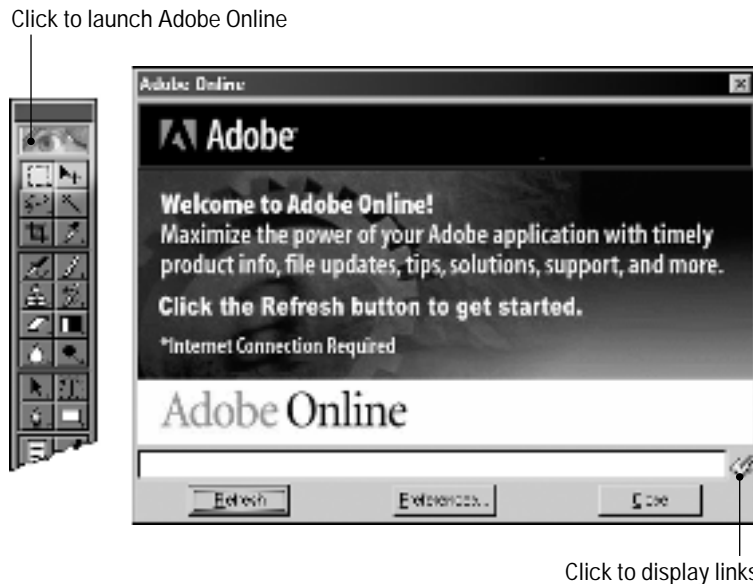 Click to launch Adobe Online
Adobe Online
Adobe
Welcome to Adobe Online!
Maximize the power of your Adobe application with timely
product info, file updates, tips, solutions, support, and more.
Click the Refresh button to get started.
*Internet Connection Required
Adobe Online
Refresh
Preferences...
Close
Click to display links